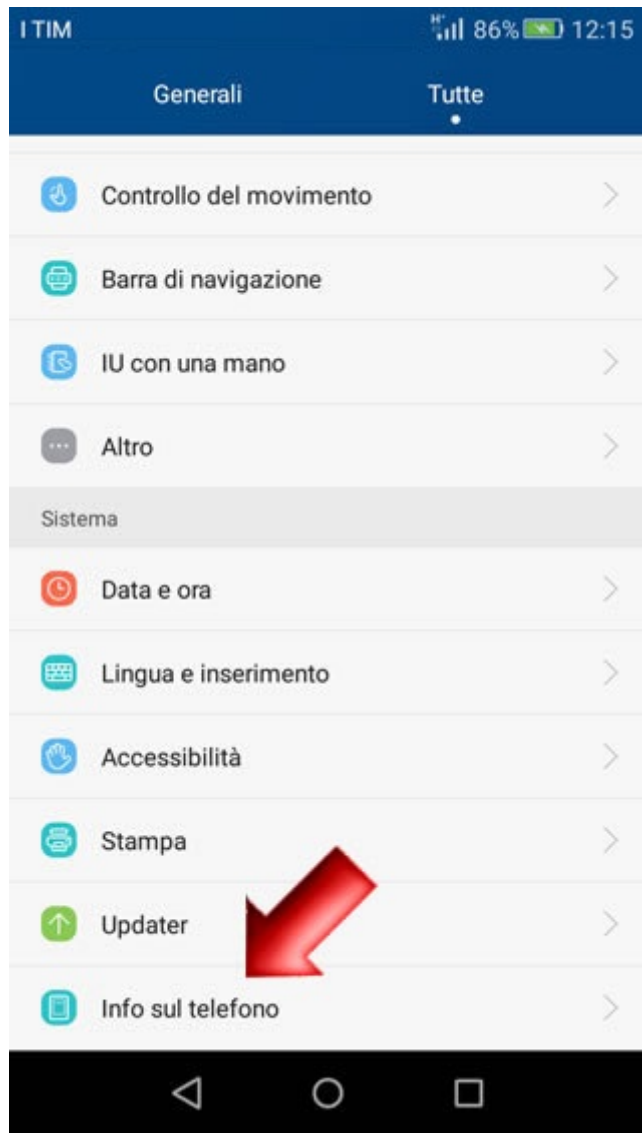 I TIM H+ 86% 12:15
Generali Tutte
Controllo del movimento
Barra di navigazione
IU con una mano
Altro
Sistema
Data e ora
Lingua e inserimento
Accessibilità
Stampa
Updater
Info sul telefono